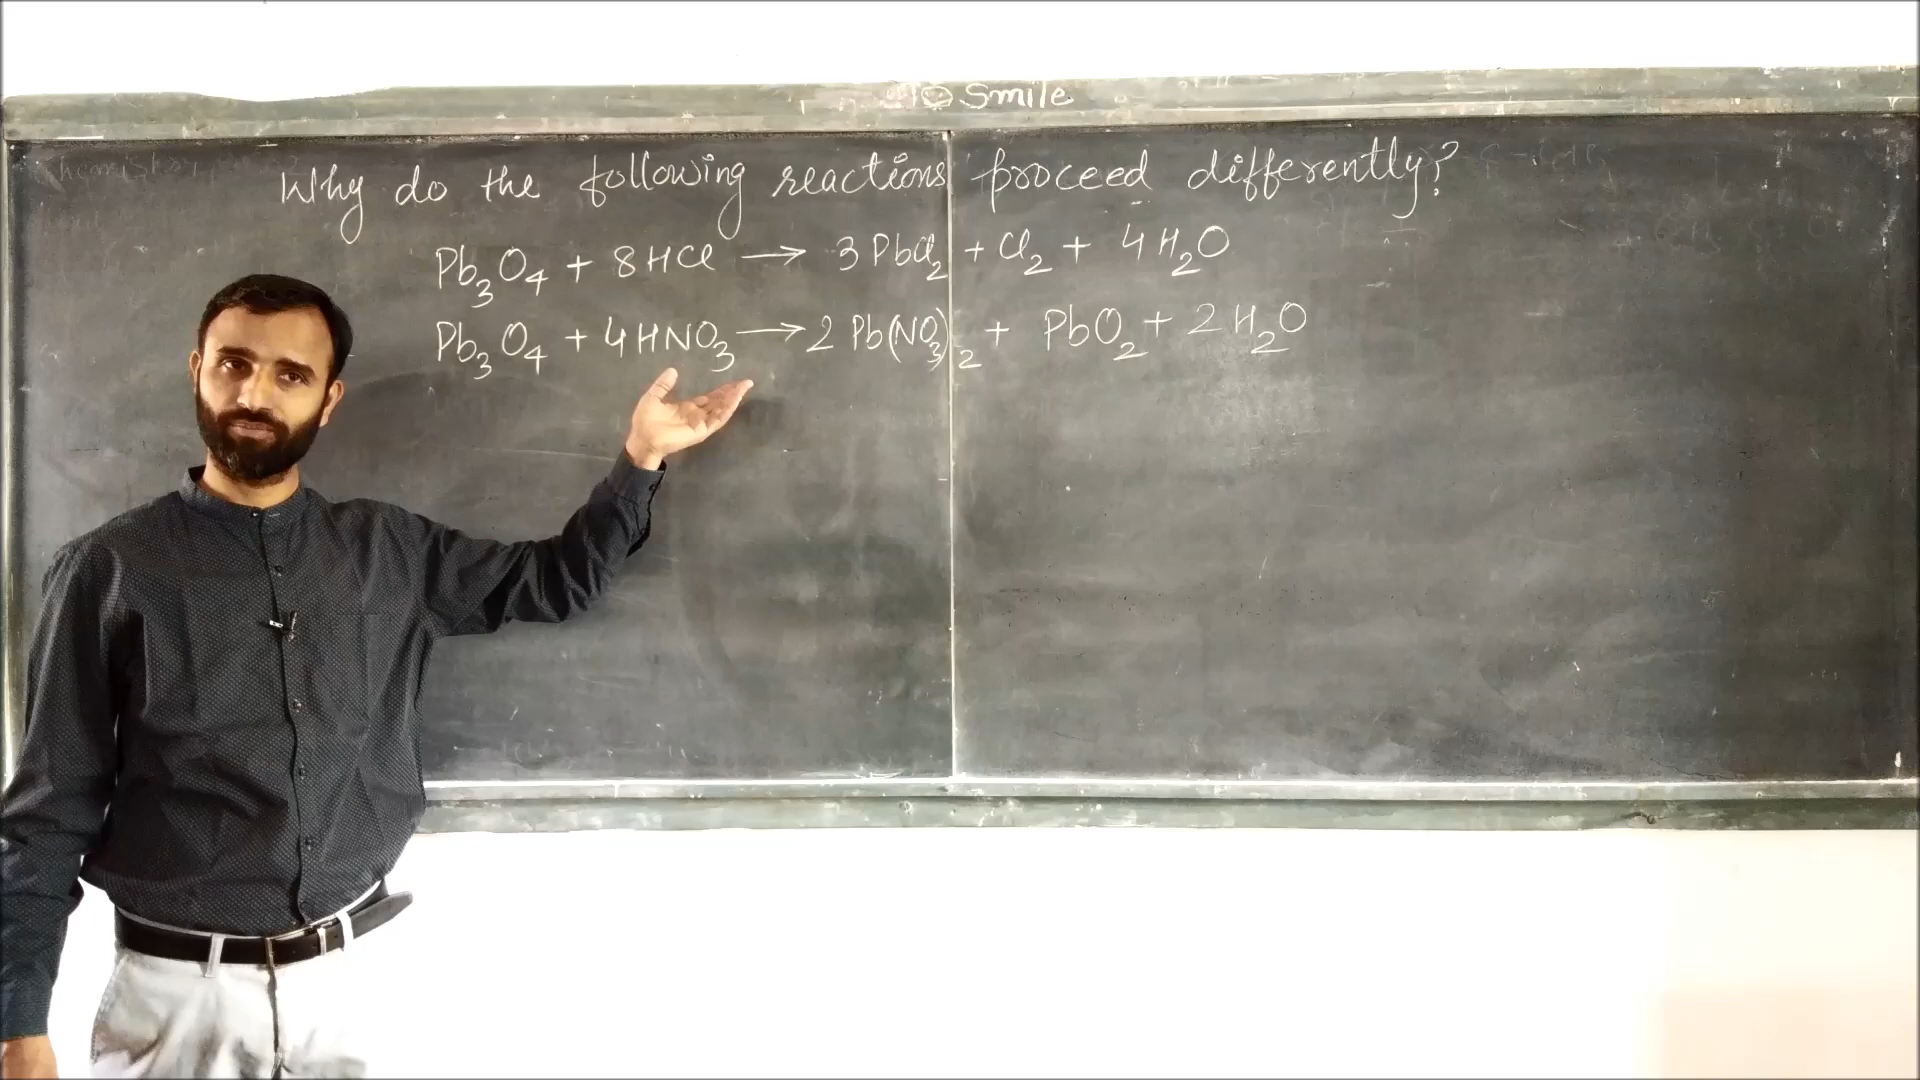 ☺ Smile
Why do the following reactions proceed differently?
Pb₃O₄ + 8HCl → 3PbCl₂ + Cl₂ + 4H₂O
Pb₃O₄ + 4HNO₃ → 2Pb(NO₃)₂ + PbO₂ + 2H₂O